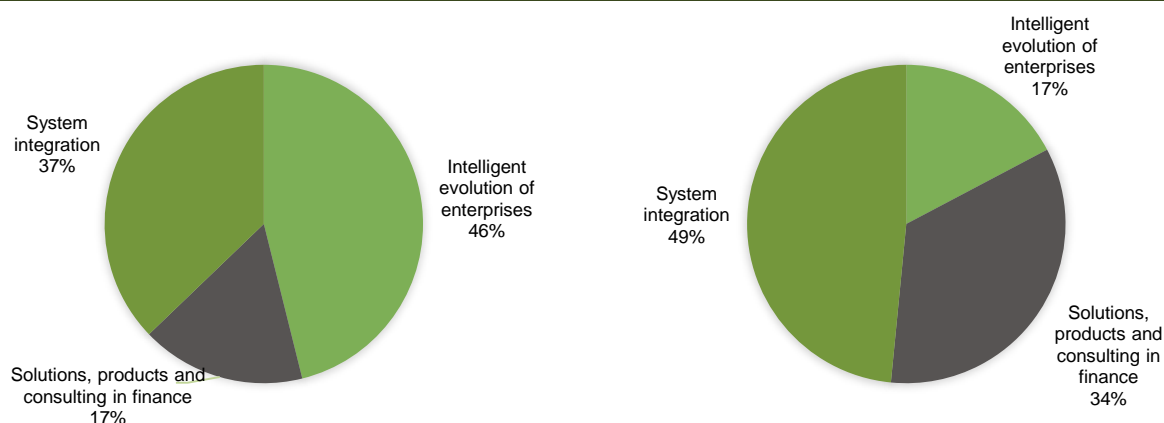 System
integration
37%
Intelligent
evolution of
enterprises
46%
Solutions, products and
consulting in finance
17%
Intelligent
evolution of
enterprises
17%
System
integration
49%
Solutions,
products and
consulting in
finance
34%